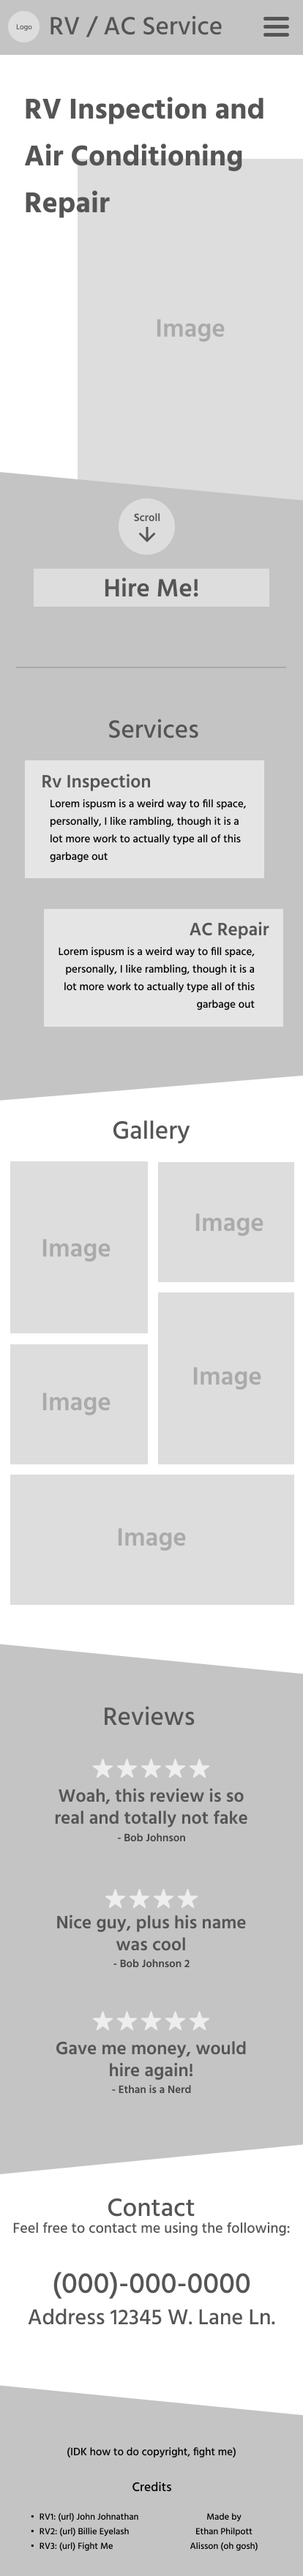 Logo
RV / AC Service
RV Inspection and
Air Conditioning
Repair
Image
Scroll
Hire Me!
Services
Rv Inspection
Lorem ispusm is a weird way to fill space,
personally, I like rambling, though it is a
lot more work to actually type all of this
garbage out
AC Repair
Lorem ispusm is a weird way to fill space,
personally, I like rambling, though it is a
lot more work to actually type all of this
garbage out
Gallery
Image
Image
Image
Image
Image
Reviews
Woah, this review is so
real and totally not fake
- Bob Johnson
Nice guy, plus his name
was cool
- Bob Johnson 2
Gave me money, would
hire again!
- Ethan is a Nerd
Contact
Feel free to contact me using the following:
(000)-000-0000
Address 12345 W. Lane Ln.
(IDK how to do copyright, fight me)
Credits
• RV1: (url) John Johnathan
• RV2: (url) Billie Eyelash
• RV3: (url) Fight Me
Made by
Ethan Philpott
Alisson (oh gosh)